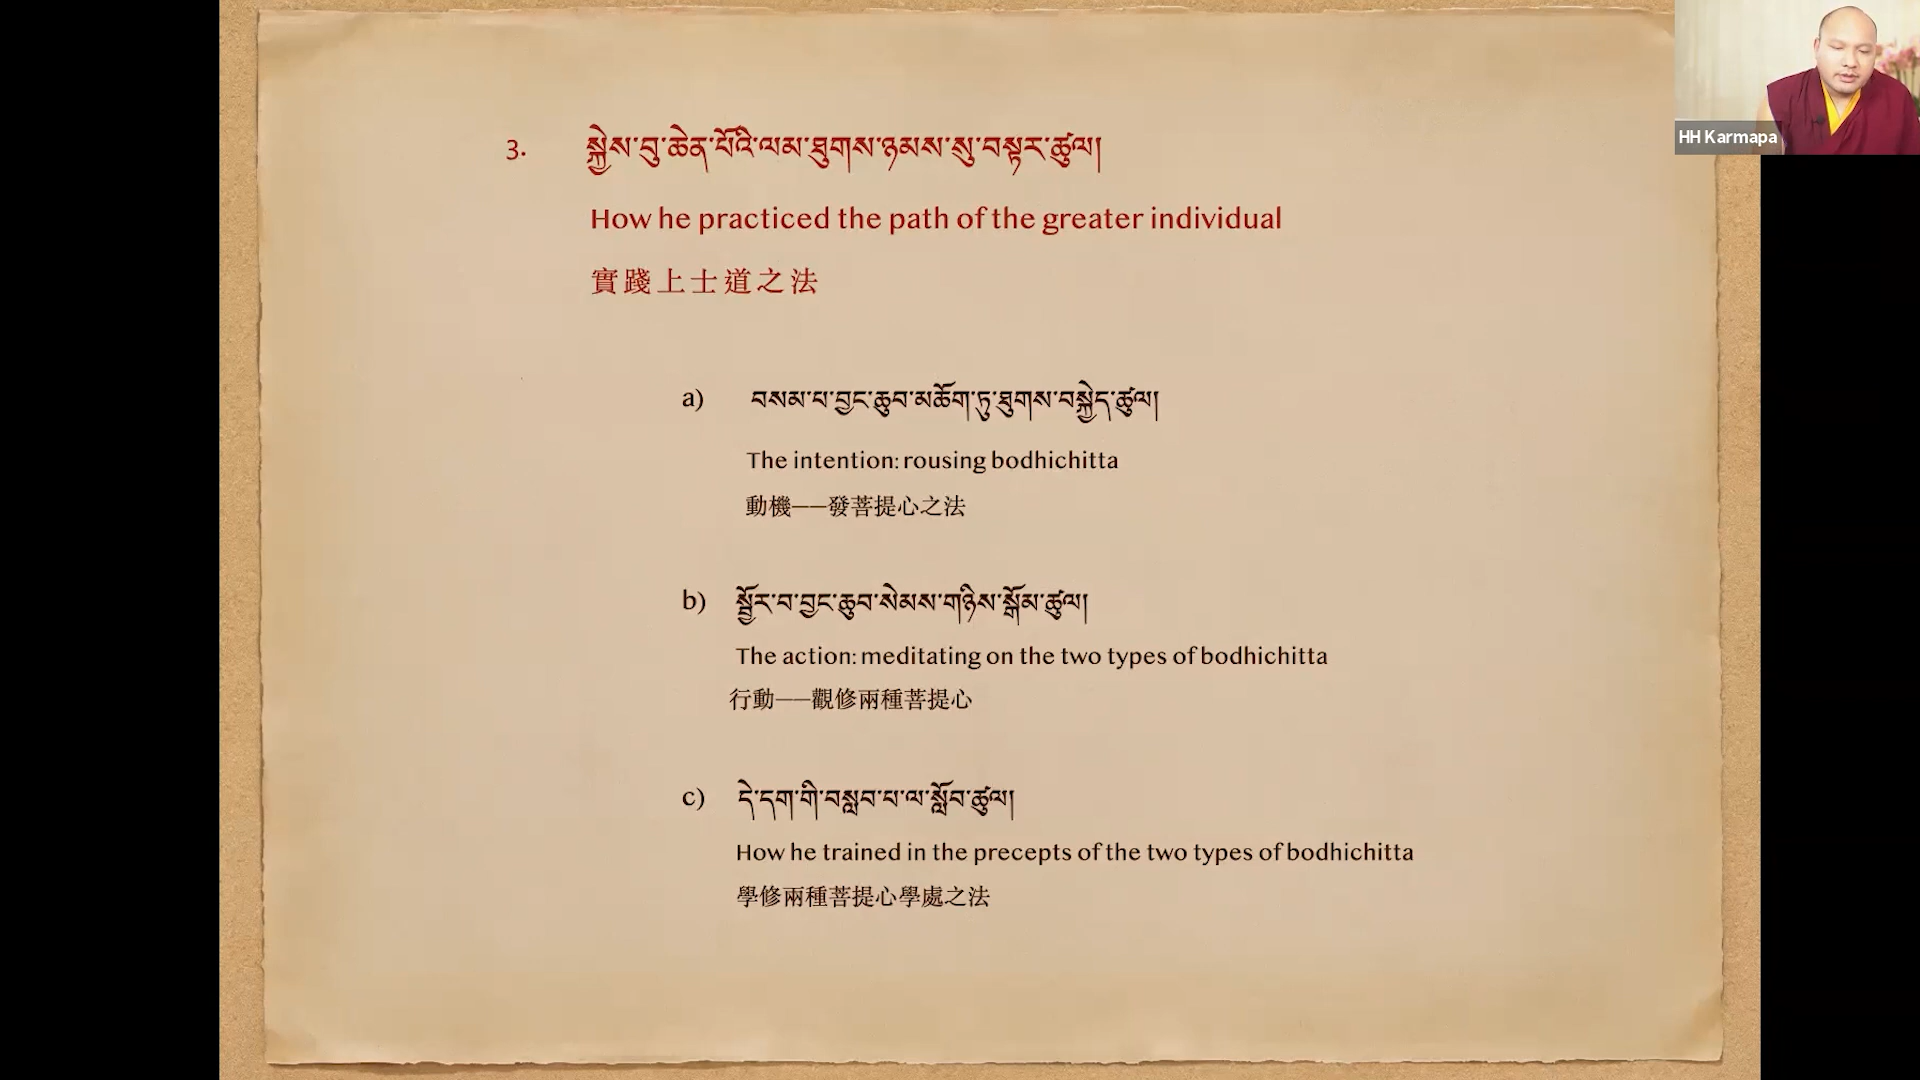 HH Karmapa
3. སྐྱེས་བུ་ཆེན་པོའི་ལམ་ཐུགས་ཉམས་སུ་བསྟར་ཚུལ།
How he practiced the path of the greater individual
實踐上士道之法
a) བསམ་པ་བྱང་ཆུབ་མཆོག་ཏུ་ཐུགས་བསྐྱེད་ཚུལ།
The intention: rousing bodhichitta
動機——發菩提心之法
b) སྦྱོར་བ་བྱང་ཆུབ་སེམས་གཉིས་སྒོམ་ཚུལ།
The action: meditating on the two types of bodhichitta
行動——觀修兩種菩提心
c) དེ་དག་གི་བསླབ་པ་ལ་སློབ་ཚུལ།
How he trained in the precepts of the two types of bodhichitta
學修兩種菩提心學處之法